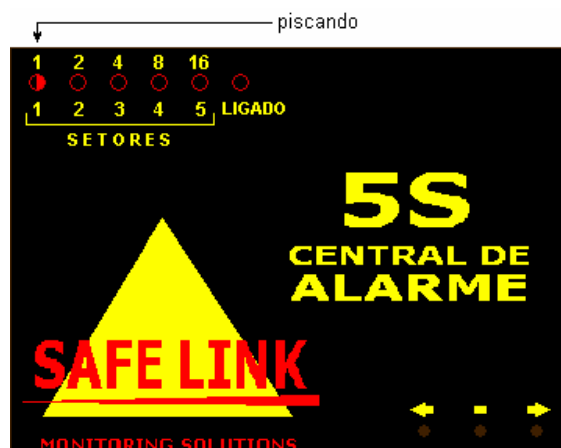 piscando
1 2 4 8 16
1 2 3 4 5 LIGADO
SETORES
5S
CENTRAL DE
ALARME
SAFE LINK
MONITORING SOLUTIONS